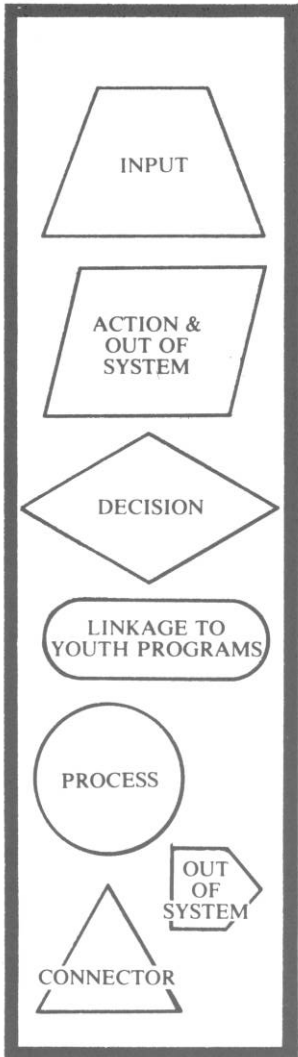 INPUT
ACTION &
OUT OF
SYSTEM
DECISION
LINKAGE TO
YOUTH PROGRAMS
PROCESS
OUT
OF
SYSTEM
CONNECTOR